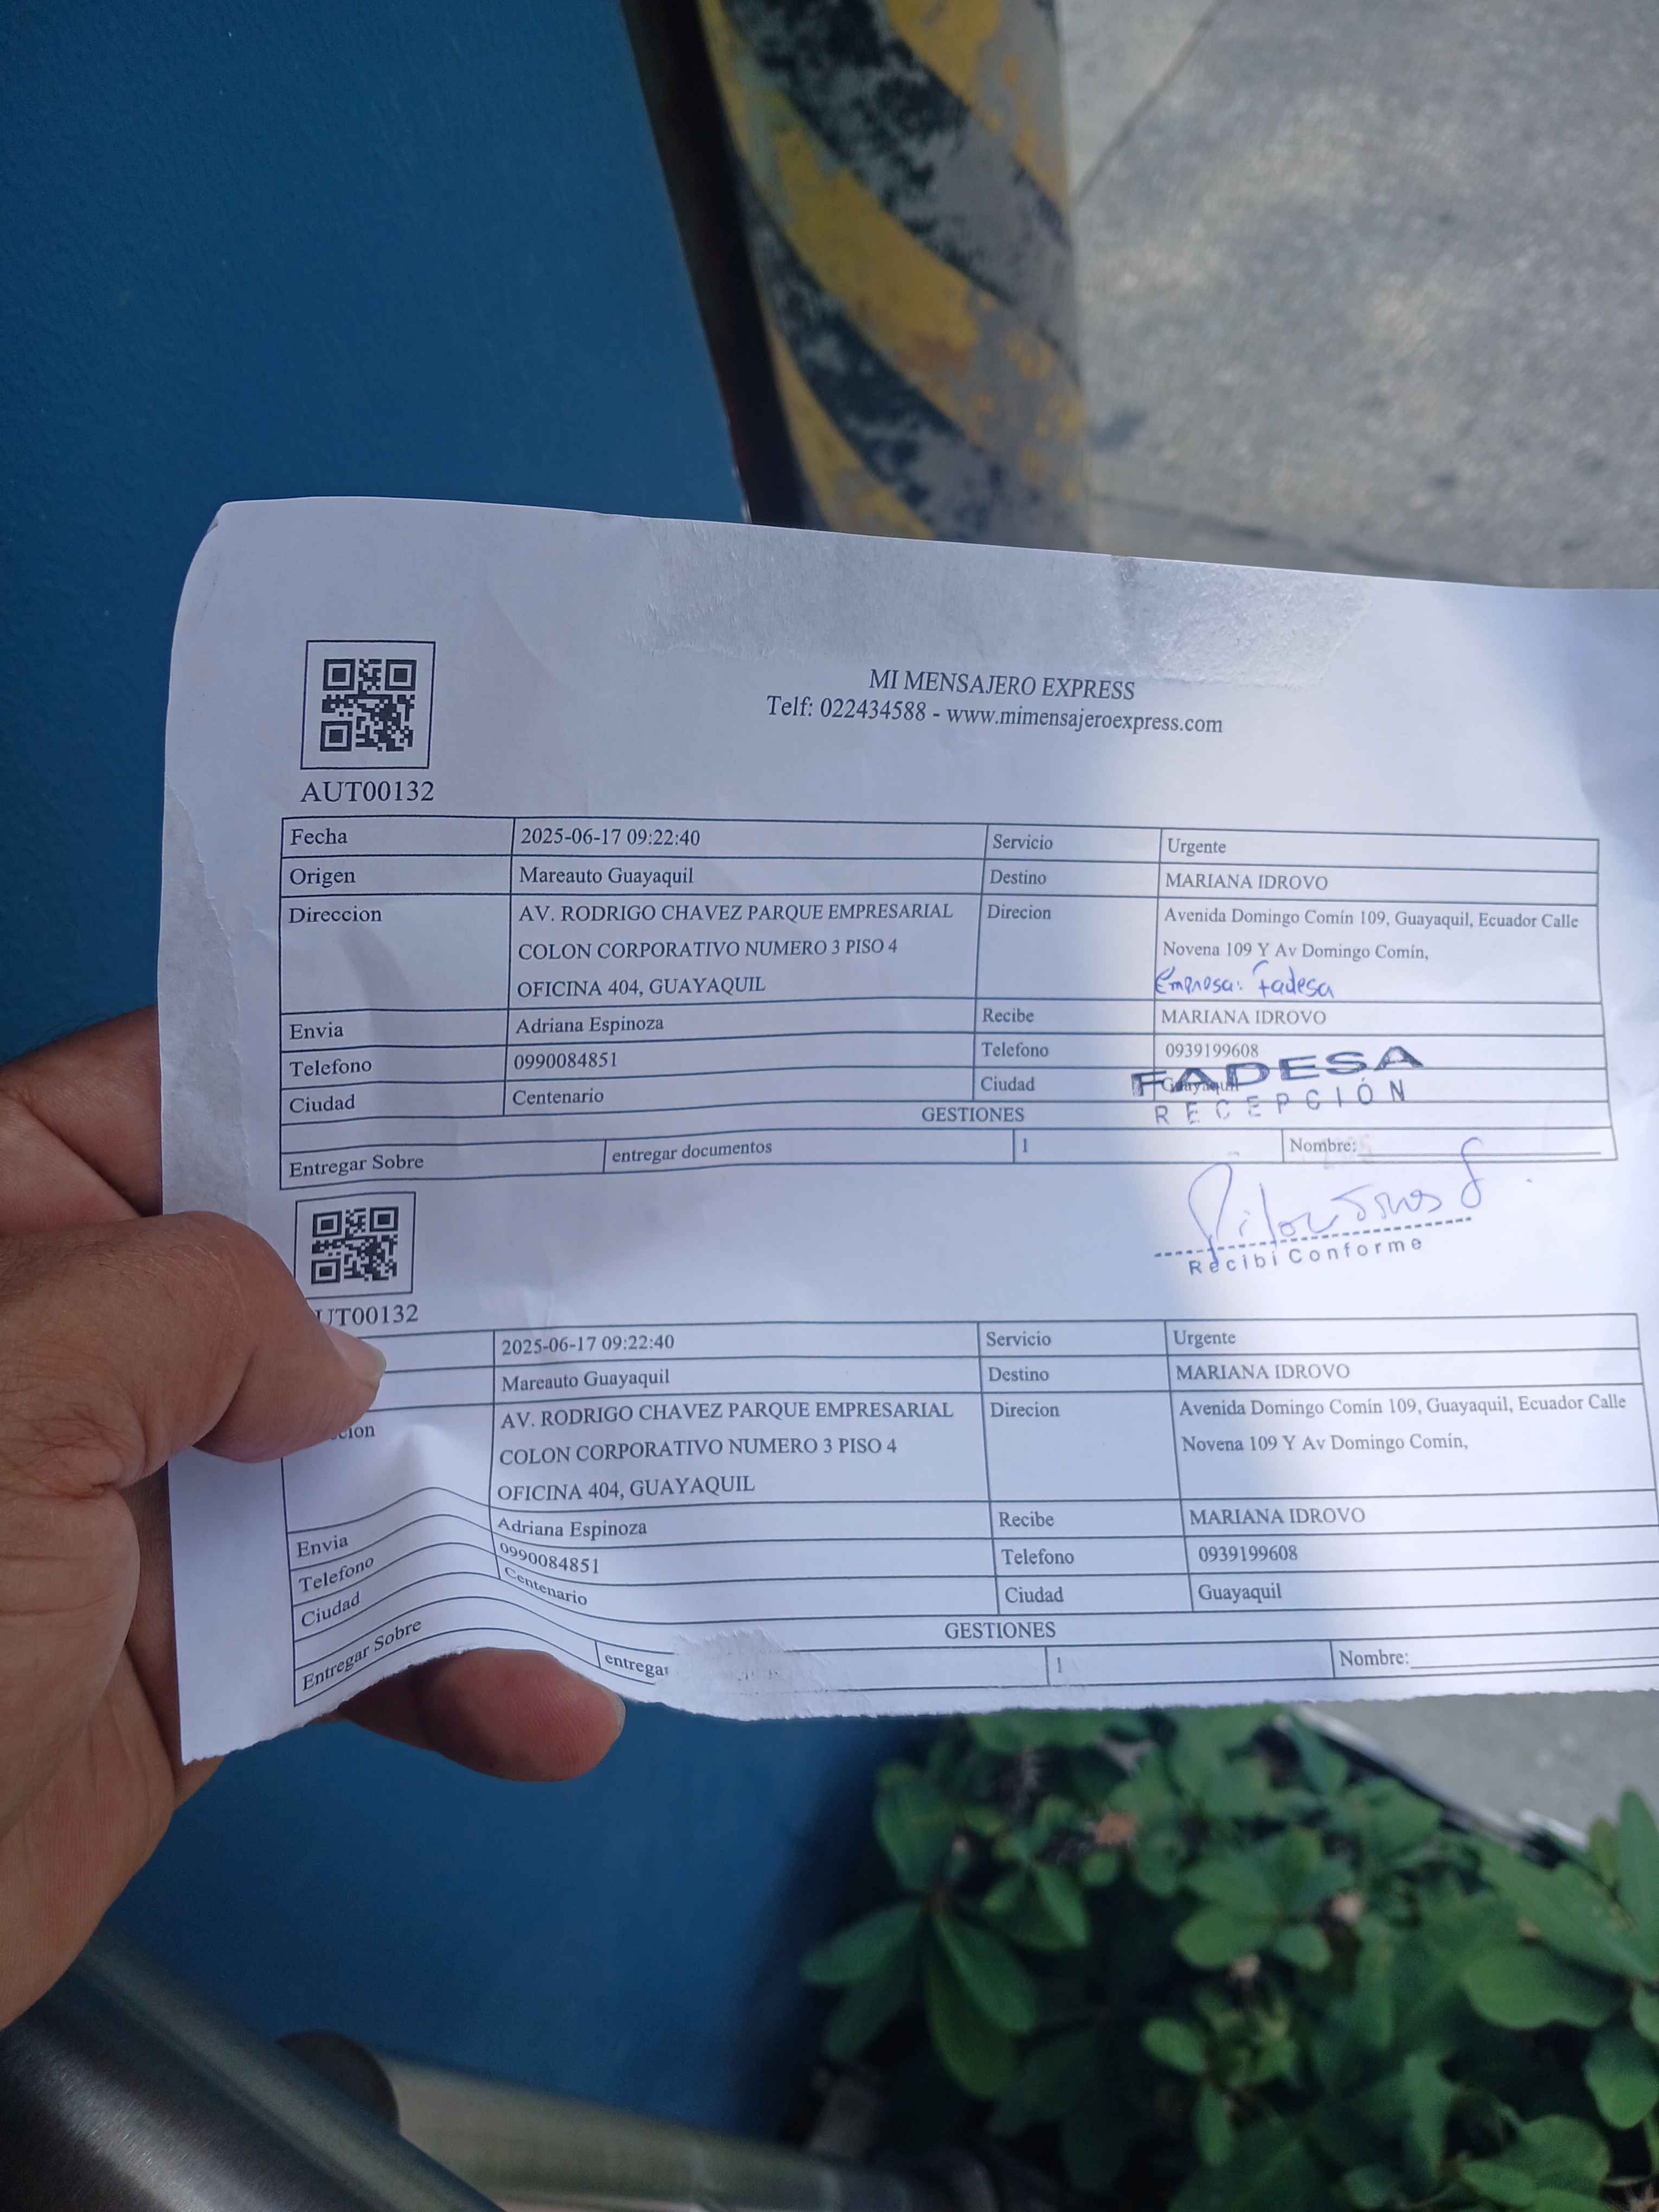 MI MENSAJERO EXPRESS
Telf: 022434588 - www.mimensajeroexpress.com
AUT00132
Fecha 2025-06-17 09:22:40 Servicio Urgente
Origen Mareauto Guayaquil Destino MARIANA IDROVO
Direccion AV. RODRIGO CHAVEZ PARQUE EMPRESARIAL Direcion Avenida Domingo Comín 109, Guayaquil, Ecuador Calle
COLON CORPORATIVO NUMERO 3 PISO 4 Novena 109 Y Av Domingo Comín,
OFICINA 404, GUAYAQUIL Empresa: Fadesa
Envia Adriana Espinoza Recibe MARIANA IDROVO
Telefono 0990084851 Telefono 0939199608
Ciudad Centenario Ciudad Guayaquil
FADESA
RECEPCIÓN
GESTIONES
Entregar Sobre entregar documentos 1 Nombre:
Recibí Conforme
UT00132
2025-06-17 09:22:40 Servicio Urgente
Mareauto Guayaquil Destino MARIANA IDROVO
cion AV. RODRIGO CHAVEZ PARQUE EMPRESARIAL Direcion Avenida Domingo Comín 109, Guayaquil, Ecuador Calle
COLON CORPORATIVO NUMERO 3 PISO 4 Novena 109 Y Av Domingo Comín,
OFICINA 404, GUAYAQUIL
Envia Adriana Espinoza Recibe MARIANA IDROVO
Telefono 0990084851 Telefono 0939199608
Ciudad Centenario Ciudad Guayaquil
GESTIONES
Entregar Sobre entregar 1 Nombre: